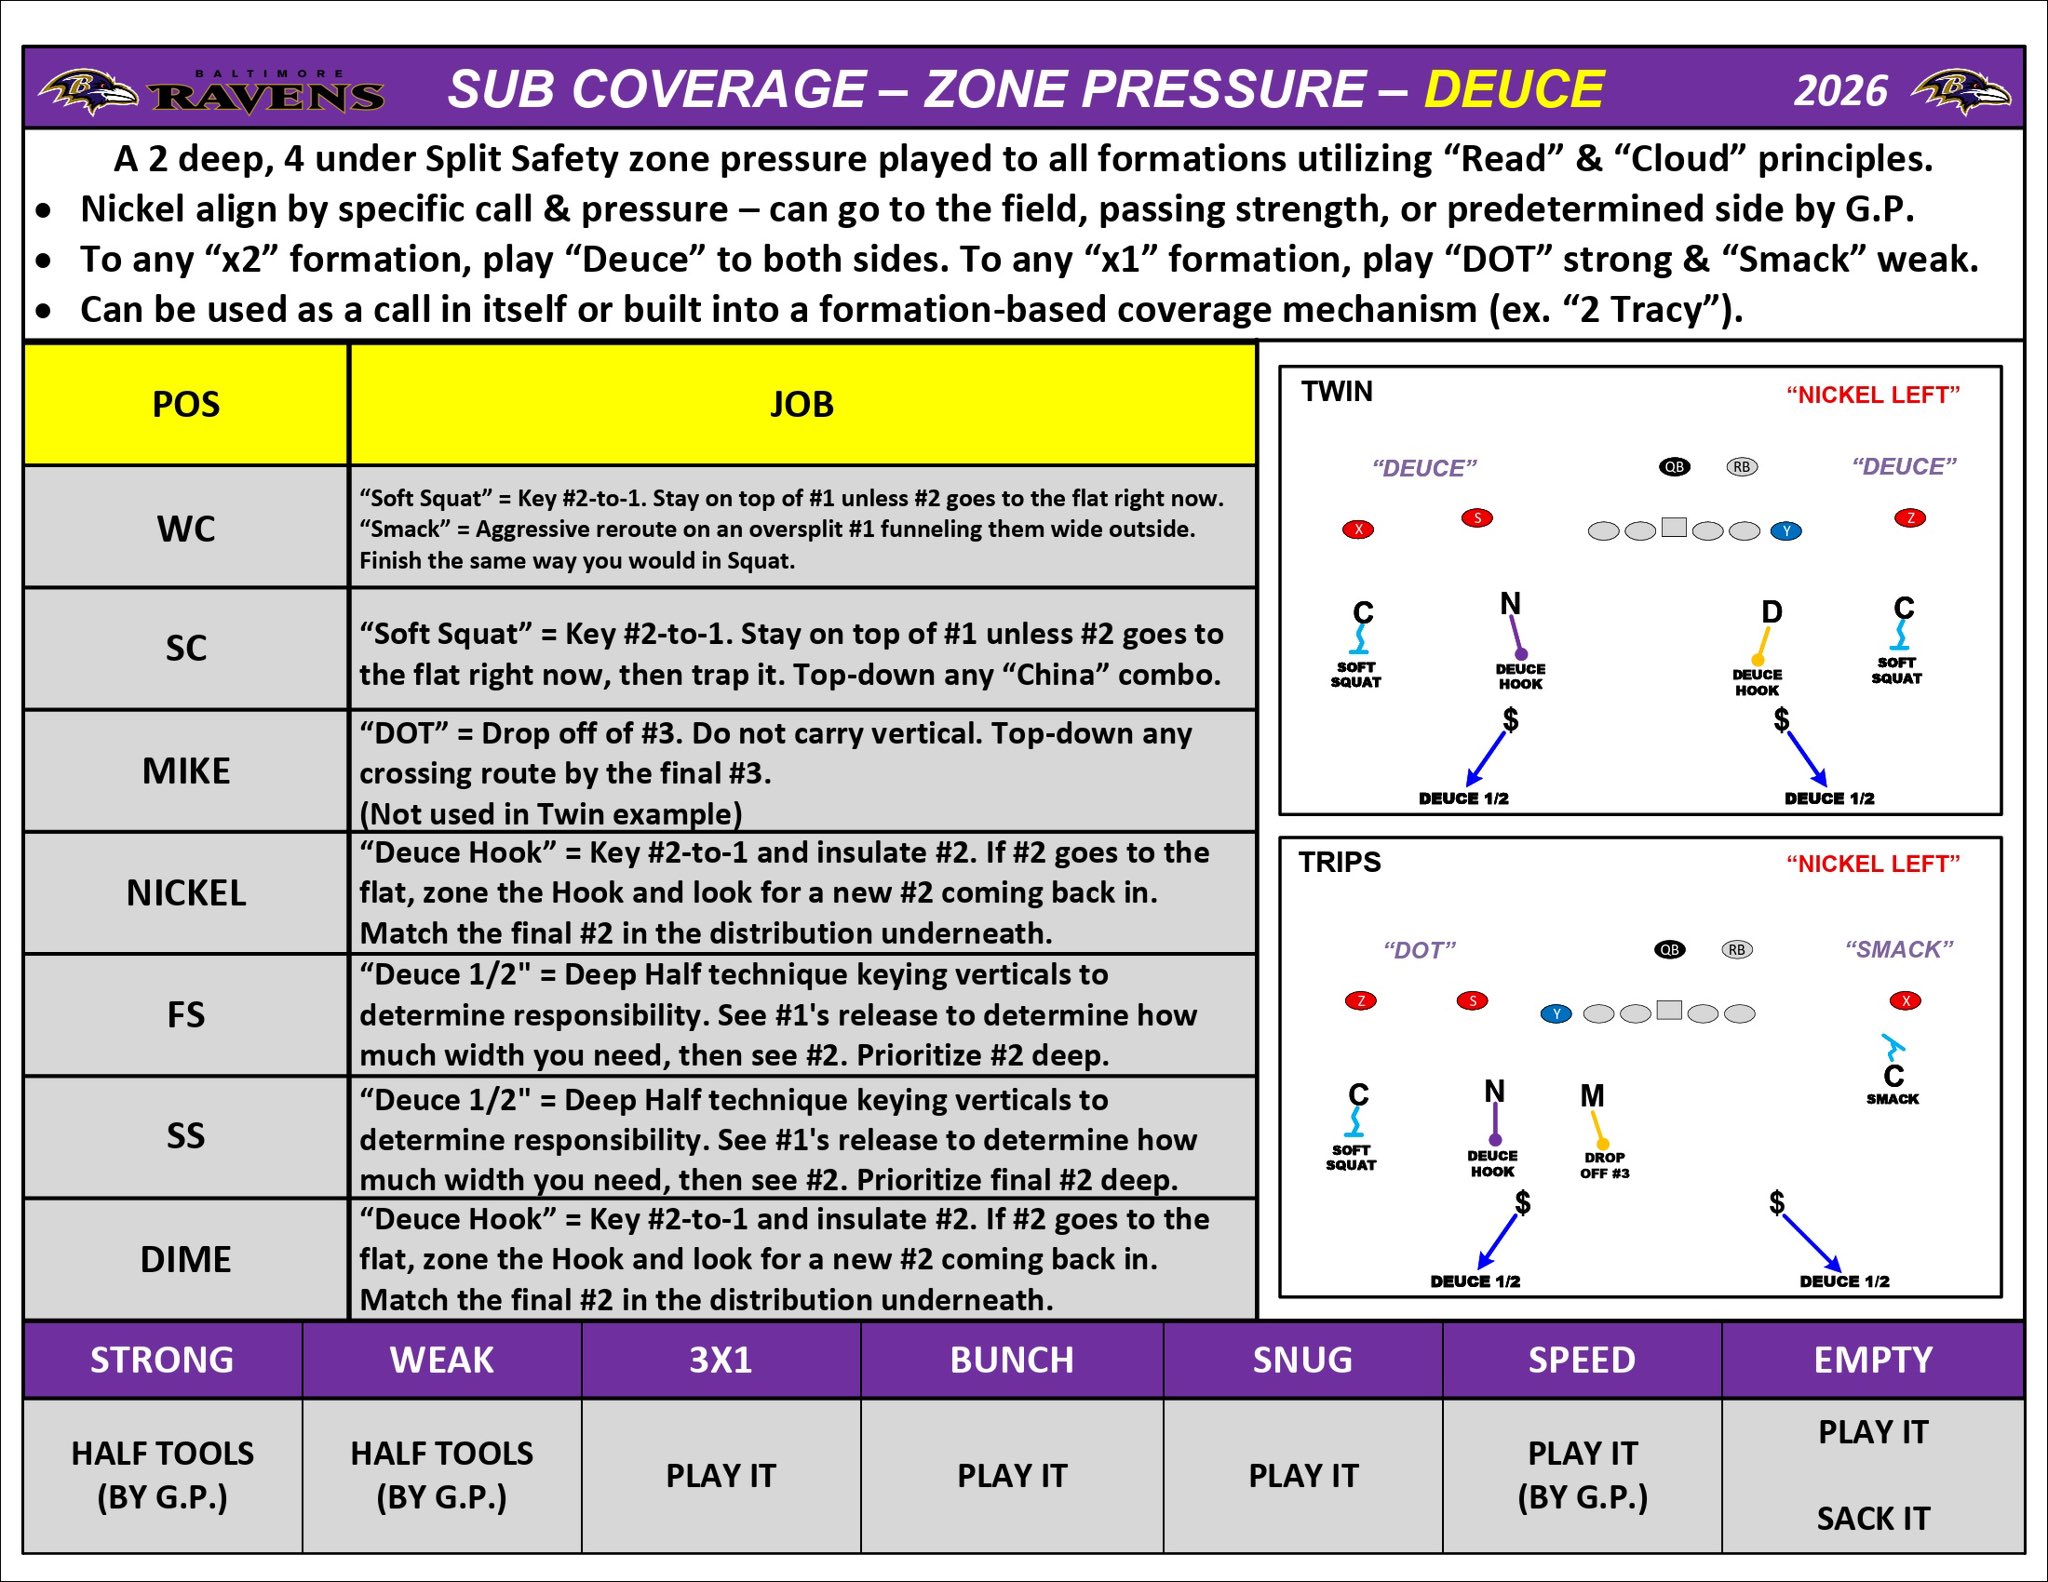 BALTIMORE
RAVENS
SUB COVERAGE – ZONE PRESSURE – DEUCE
2026
A 2 deep, 4 under Split Safety zone pressure played to all formations utilizing “Read” & “Cloud” principles.
• Nickel align by specific call & pressure – can go to the field, passing strength, or predetermined side by G.P.
• To any “x2” formation, play “Deuce” to both sides. To any “x1” formation, play “DOT” strong & “Smack” weak.
• Can be used as a call in itself or built into a formation-based coverage mechanism (ex. “2 Tracy”).
POS
JOB
WC
“Soft Squat” = Key #2-to-1. Stay on top of #1 unless #2 goes to the flat right now.
“Smack” = Aggressive reroute on an oversplit #1 funneling them wide outside.
Finish the same way you would in Squat.
SC
“Soft Squat” = Key #2-to-1. Stay on top of #1 unless #2 goes to
the flat right now, then trap it. Top-down any “China” combo.
MIKE
“DOT” = Drop off of #3. Do not carry vertical. Top-down any
crossing route by the final #3.
(Not used in Twin example)
NICKEL
“Deuce Hook” = Key #2-to-1 and insulate #2. If #2 goes to the
flat, zone the Hook and look for a new #2 coming back in.
Match the final #2 in the distribution underneath.
FS
“Deuce 1/2" = Deep Half technique keying verticals to
determine responsibility. See #1's release to determine how
much width you need, then see #2. Prioritize #2 deep.
SS
“Deuce 1/2" = Deep Half technique keying verticals to
determine responsibility. See #1's release to determine how
much width you need, then see #2. Prioritize final #2 deep.
DIME
“Deuce Hook” = Key #2-to-1 and insulate #2. If #2 goes to the
flat, zone the Hook and look for a new #2 coming back in.
Match the final #2 in the distribution underneath.
TWIN
“NICKEL LEFT”
“DEUCE”
QB
RB
“DEUCE”
X
S
Y
Z
C
N
D
C
SOFT
SQUAT
DEUCE
HOOK
DEUCE
HOOK
SOFT
SQUAT
$
$
DEUCE 1/2
DEUCE 1/2
TRIPS
“NICKEL LEFT”
“DOT”
QB
RB
“SMACK”
Z
S
Y
X
C
N
M
C
SMACK
SOFT
SQUAT
DEUCE
HOOK
DROP
OFF #3
$
$
DEUCE 1/2
DEUCE 1/2
STRONG
WEAK
3X1
BUNCH
SNUG
SPEED
EMPTY
HALF TOOLS
(BY G.P.)
HALF TOOLS
(BY G.P.)
PLAY IT
PLAY IT
PLAY IT
PLAY IT
(BY G.P.)
PLAY IT
SACK IT